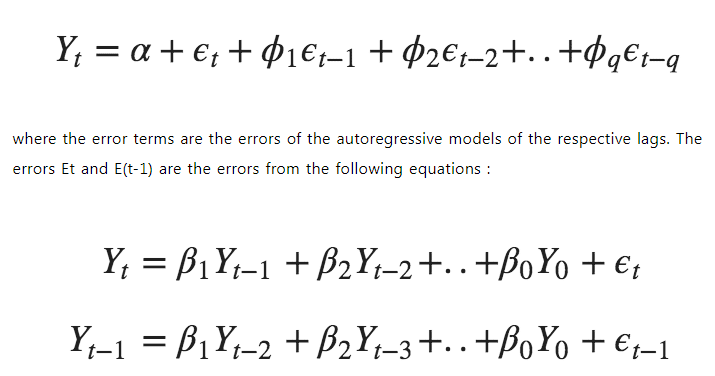 Yₜ = α + ϵₜ + ϕ₁ϵₜ₋₁ + ϕ₂ϵₜ₋₂+..+ϕ_qϵ_{t−q}
where the error terms are the errors of the autoregressive models of the respective lags. The
errors Et and E(t-1) are the errors from the following equations :
Yₜ = β₁Yₜ₋₁ + β₂Yₜ₋₂+..+β₀Y₀ + ϵₜ
Yₜ₋₁ = β₁Yₜ₋₂ + β₂Yₜ₋₃+..+β₀Y₀ + ϵₜ₋₁